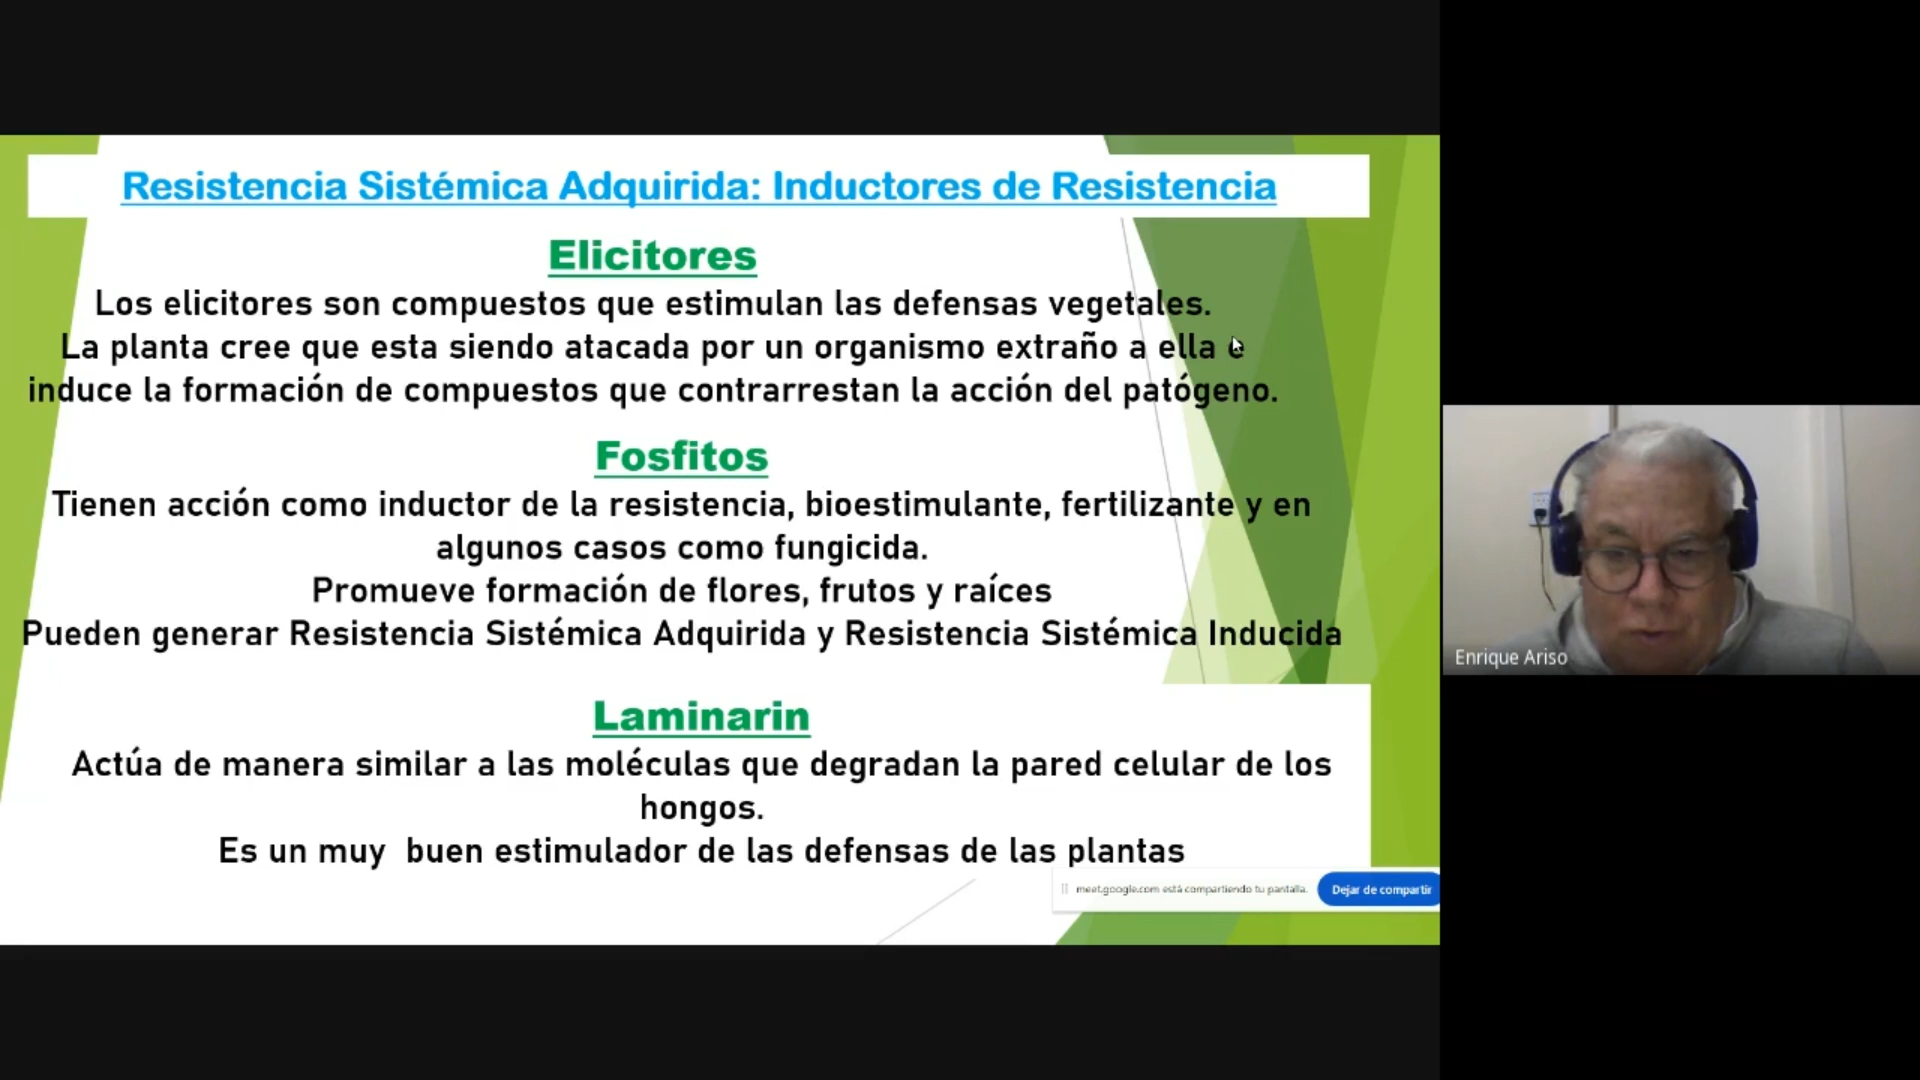 Resistencia Sistémica Adquirida: Inductores de Resistencia
Elicitores
Los elicitores son compuestos que estimulan las defensas vegetales.
La planta cree que esta siendo atacada por un organismo extraño a ella e
induce la formación de compuestos que contrarrestan la acción del patógeno.
Fosfitos
Tienen acción como inductor de la resistencia, bioestimulante, fertilizante y en
algunos casos como fungicida.
Promueve formación de flores, frutos y raíces
Pueden generar Resistencia Sistémica Adquirida y Resistencia Sistémica Inducida
Laminarin
Actúa de manera similar a las moléculas que degradan la pared celular de los
hongos.
Es un muy  buen estimulador de las defensas de las plantas
meet.google.com está compartiendo tu pantalla.
Dejar de compartir
Enrique Ariso